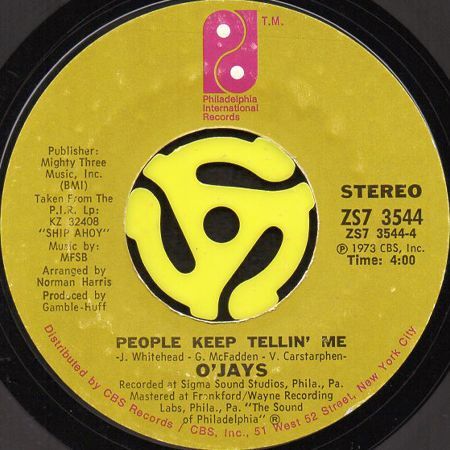 T.M.
Philadelphia
International
Records
Publisher:
Mighty Three
Music, Inc.
(BMI)
Taken From The
P.I.R. Lp:
KZ 32408
"SHIP AHOY"
Music by:
MFSB
Arranged by
Norman Harris
Produced by
Gamble-Huff
STEREO
ZS7 3544
ZS7 3544-4
℗ 1973 CBS, Inc.
Time: 4:00
PEOPLE KEEP TELLIN' ME
-J. Whitehead - G. McFadden - V. Carstarphen-
O'JAYS
Recorded at Sigma Sound Studios, Phila., Pa.
Mastered at Frankford/Wayne Recording
Labs, Phila., Pa. "The Sound
of Philadelphia" ®
Distributed by CBS Records / CBS, Inc., 51 West 52 Street, New York City